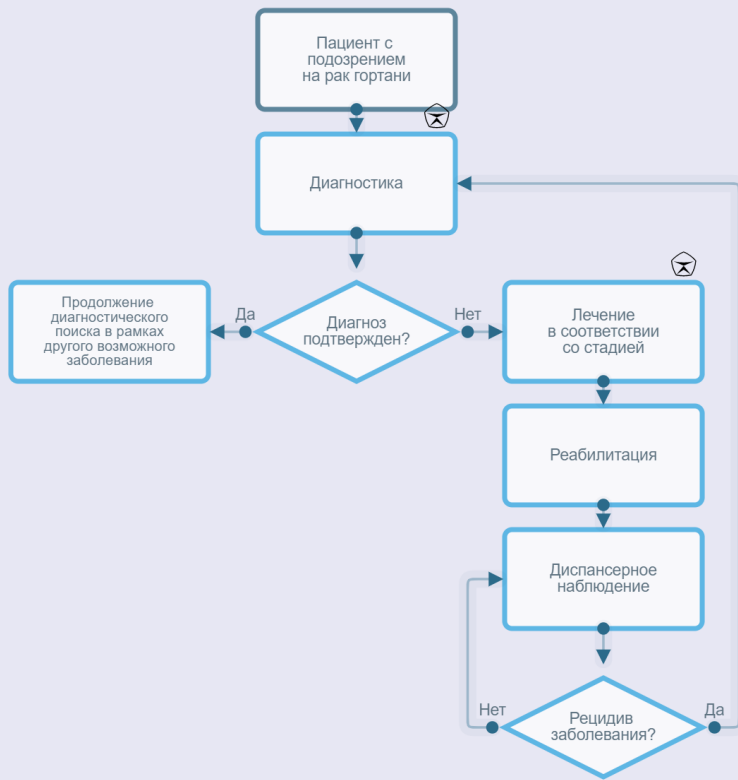 Пациент с
подозрением
на рак гортани
Диагностика
Продолжение
диагностического
поиска в рамках
другого возможного
заболевания
Да
Диагноз
подтвержден?
Нет
Лечение
в соответствии
со стадией
Реабилитация
Диспансерное
наблюдение
Нет
Рецидив
заболевания?
Да